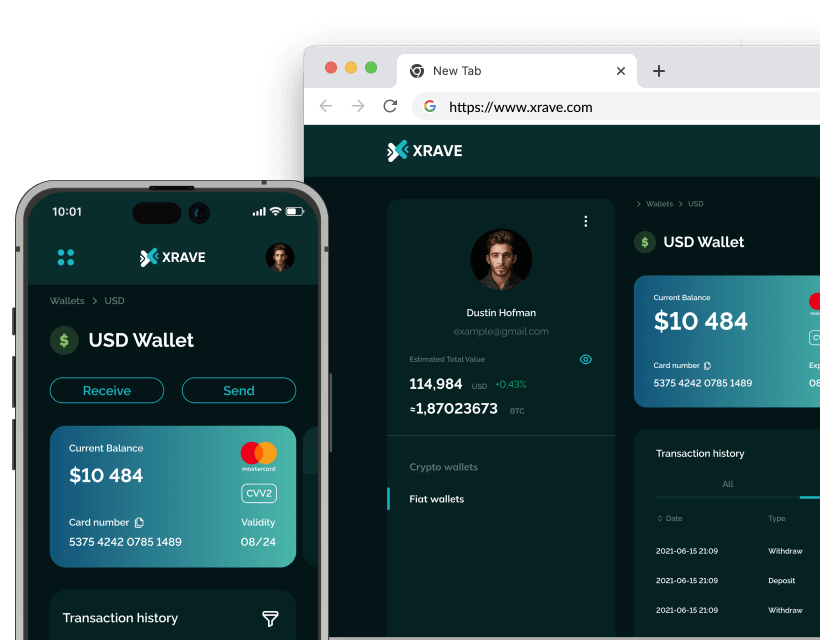 New Tab
https://www.xrave.com
XRAVE
Dustin Hofman
example@gmail.com
Estimated Total Value
114,984 USD +0,43%
≈1,87023673 BTC
Crypto wallets
Fiat wallets
Wallets > USD
$ USD Wallet
Current Balance
$10 484
Card number
5375 4242 0785 1489
Transaction history
All
Date Type
2021-06-15 21:09 Withdraw
2021-06-15 21:09 Deposit
2021-06-15 21:09 Withdraw
10:01
XRAVE
Wallets > USD
$ USD Wallet
Receive Send
Current Balance
$10 484
mastercard
CVV2
Card number Validity
5375 4242 0785 1489 08/24
Transaction history